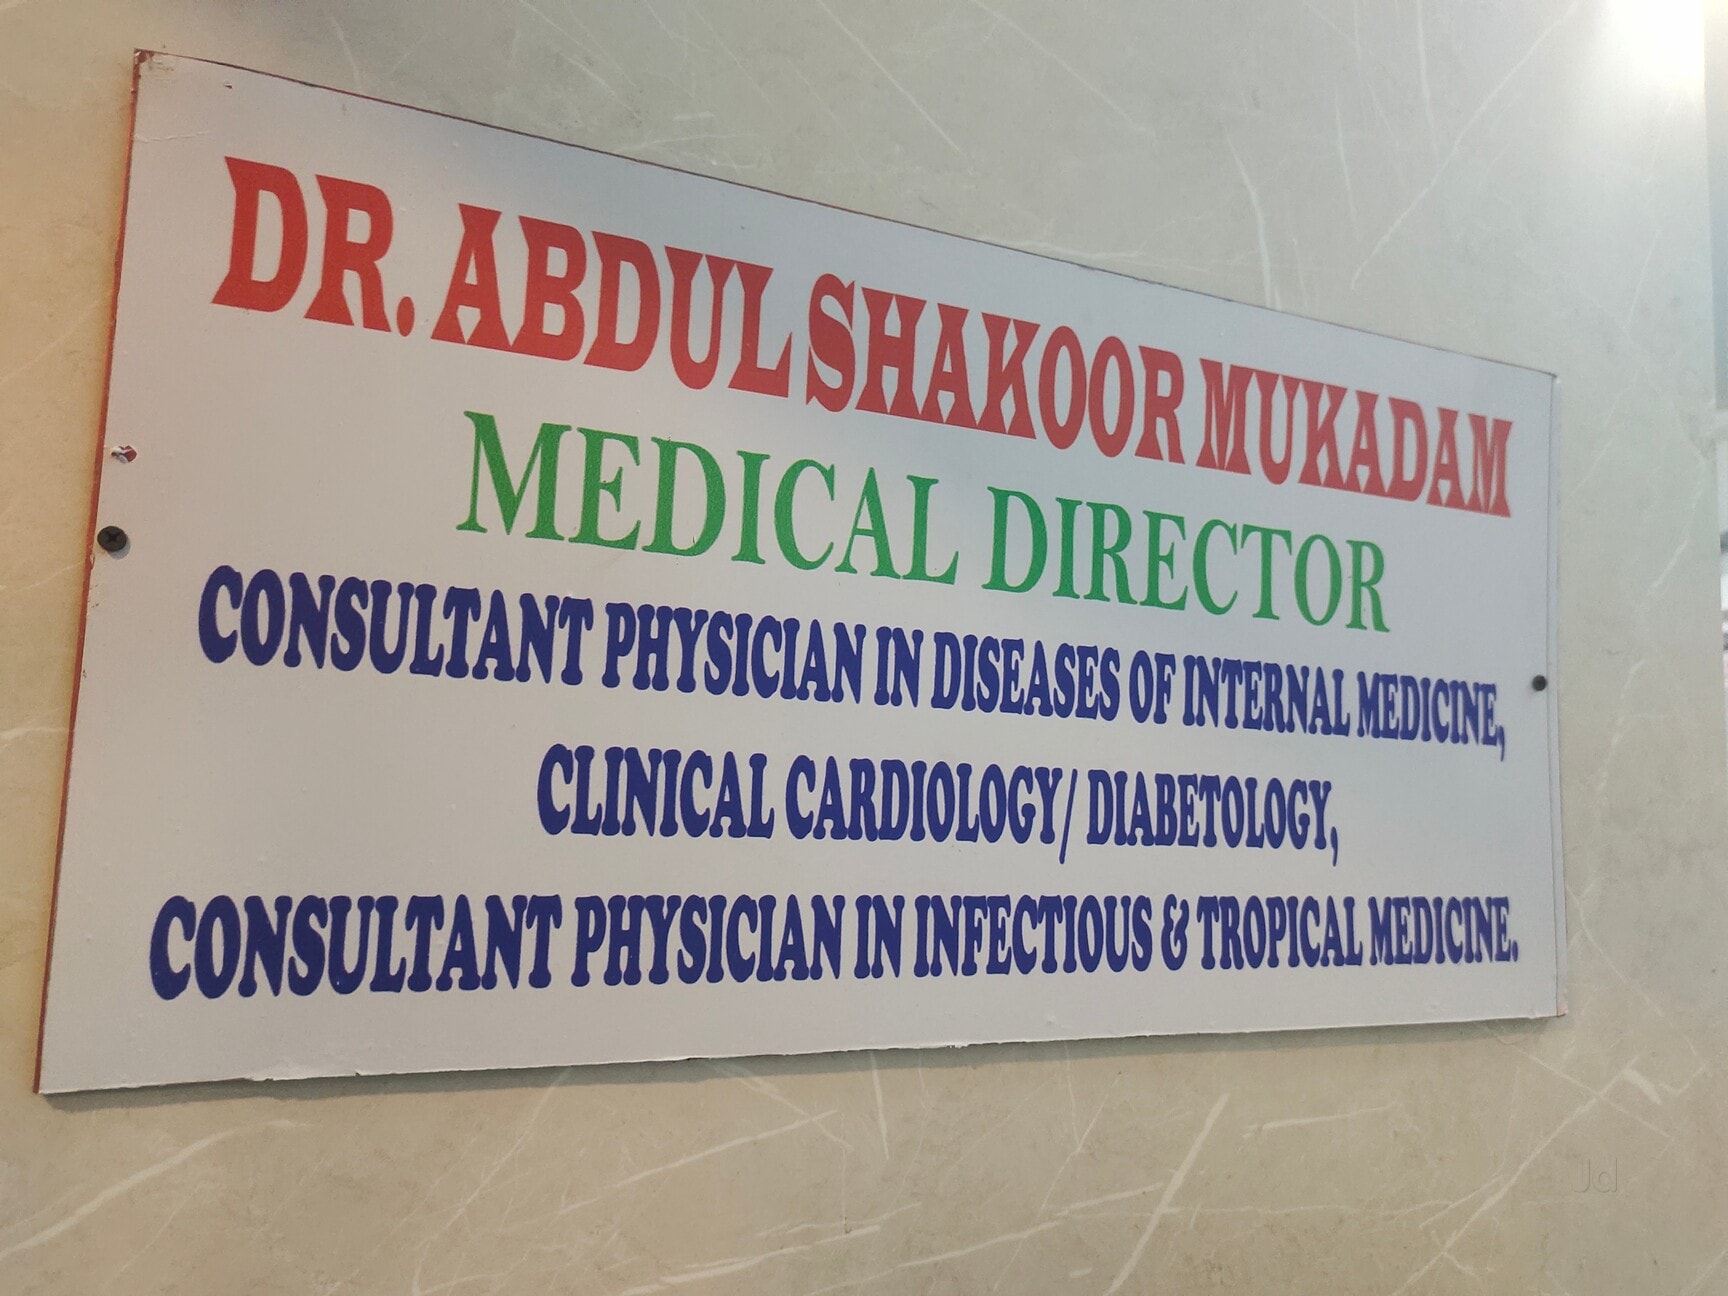 DR. ABDUL SHAKOOR MUKADAM
MEDICAL DIRECTOR
CONSULTANT PHYSICIAN IN DISEASES OF INTERNAL MEDICINE,
CLINICAL CARDIOLOGY/ DIABETOLOGY,
CONSULTANT PHYSICIAN IN INFECTIOUS & TROPICAL MEDICINE.
Jd